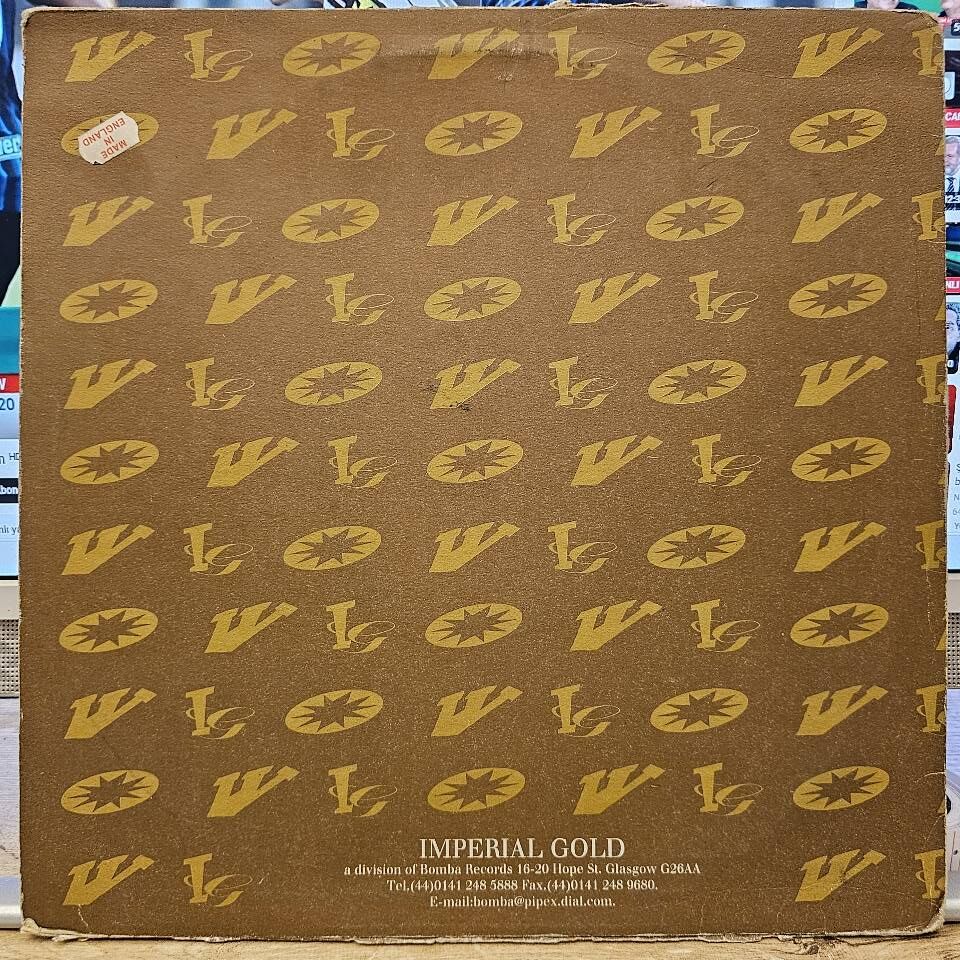 MADE
IN
ENGLAND
IMPERIAL GOLD
a division of Bomba Records 16-20 Hope St. Glasgow G26AA
Tel,(44)0141 248 5888 Fax,(44)0141 248 9680.
E-mail:bomba@pipex.dial.com.